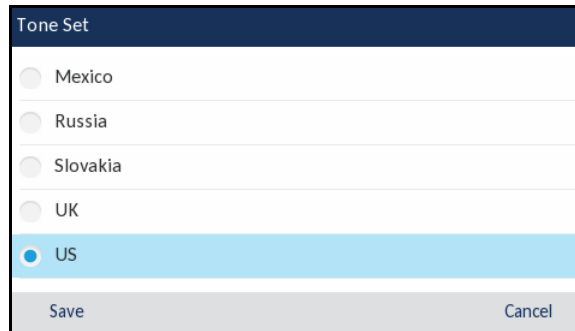 Tone Set
Mexico
Russia
Slovakia
UK
US
Save Cancel